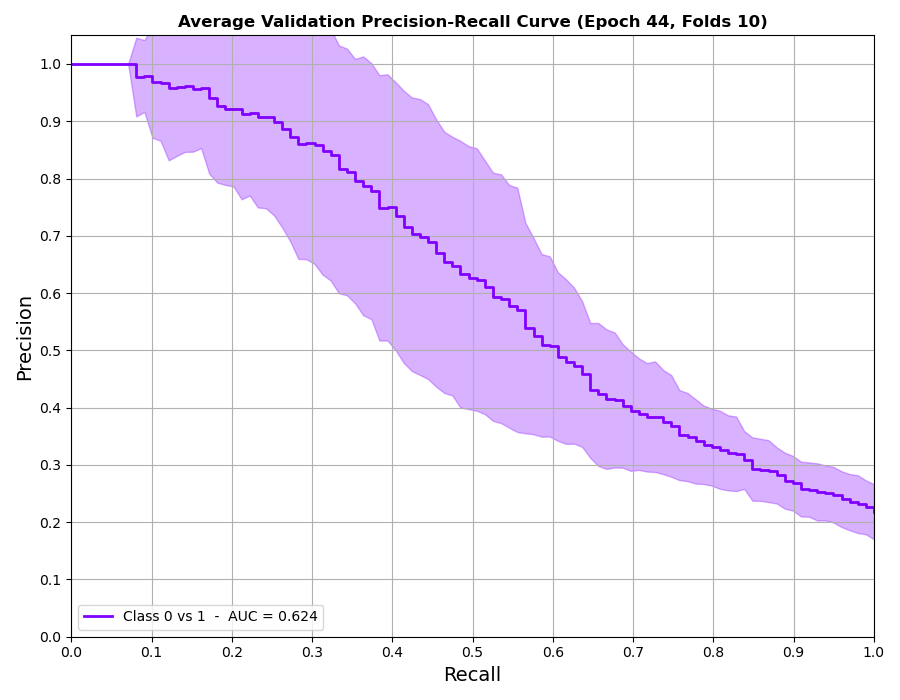 Average Validation Precision-Recall Curve (Epoch 44, Folds 10)
Precision
1.0
0.9
0.8
0.7
0.6
0.5
0.4
0.3
0.2
0.1
0.0
Class 0 vs 1 - AUC = 0.624
0.0 0.1 0.2 0.3 0.4 0.5 0.6 0.7 0.8 0.9 1.0
Recall